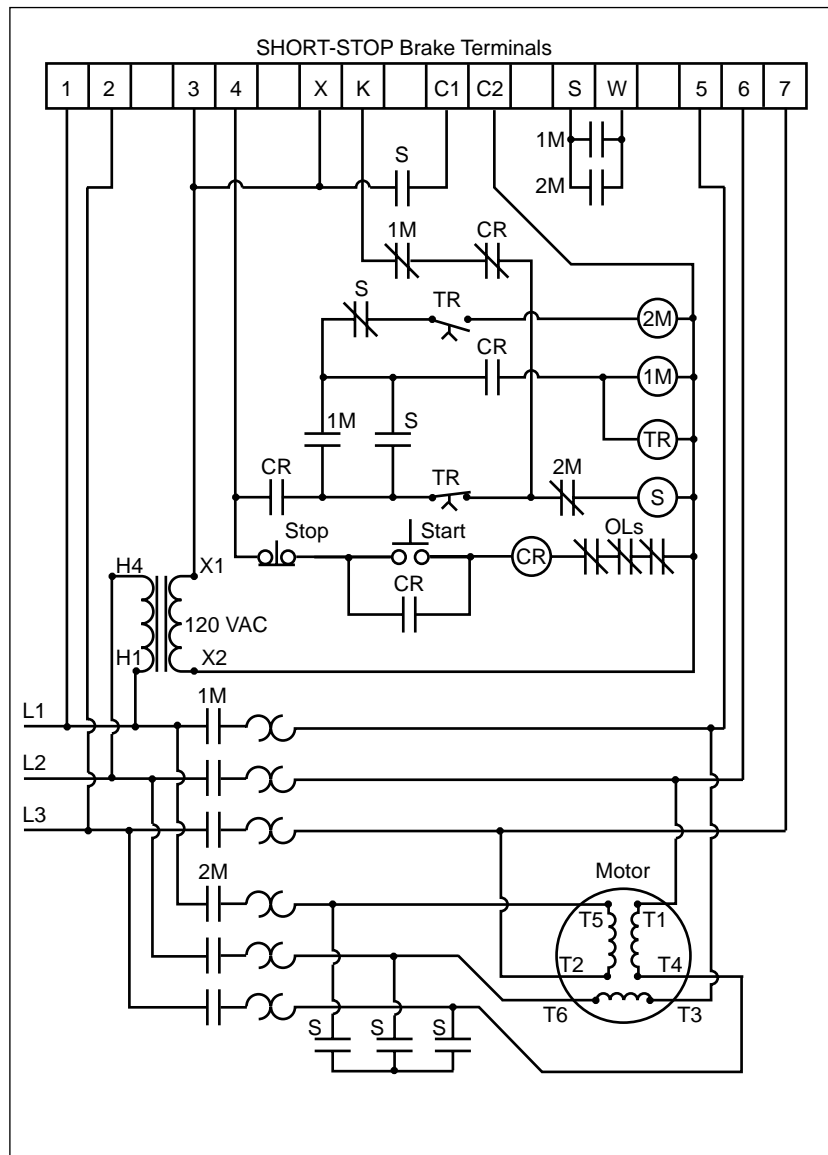 SHORT-STOP Brake Terminals
1 2 3 4 X K C1 C2 S W 5 6 7
S
1M
2M
1M CR
S TR 2M
CR 1M
1M S TR
CR TR 2M S
Stop Start CR OLs
CR
H4 X1
120 VAC
H1 X2
1M
L1
L2
L3
2M
Motor
T5 T1
T2 T4
T6 T3
S S S